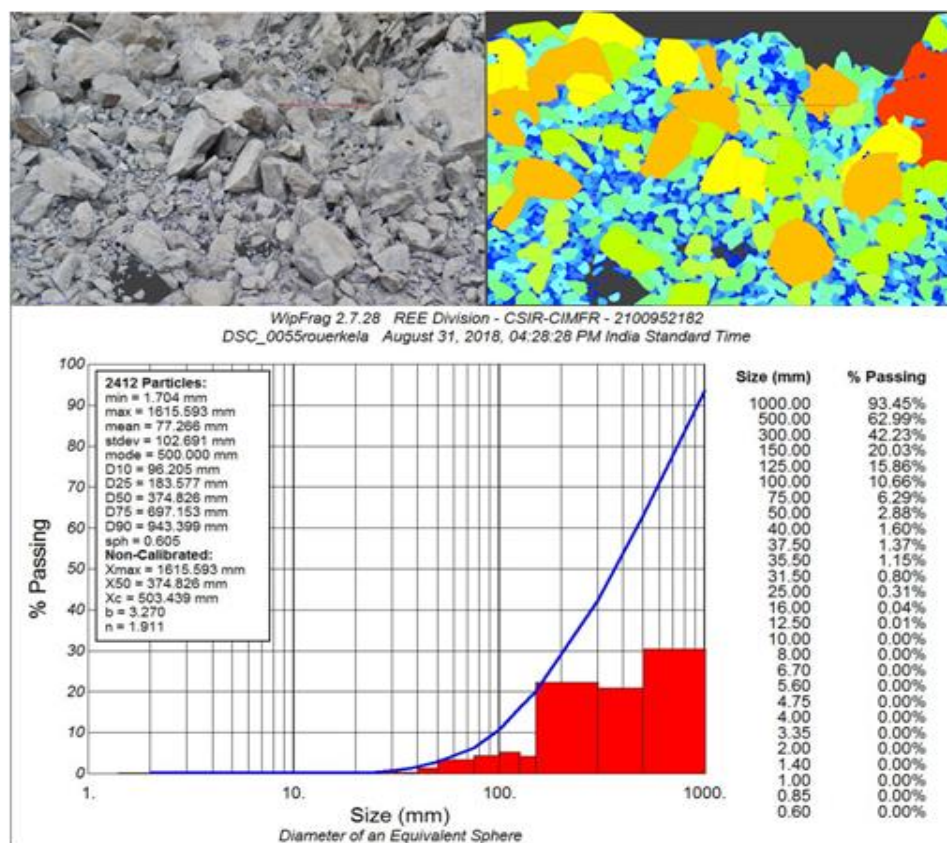 WipFrag 2.7.28 REE Division - CSIR-CIMFR - 2100952182
DSC_0055rouerkela August 31, 2018, 04:28:28 PM India Standard Time
100
90
80
70
60
50
40
30
20
10
0
% Passing
2412 Particles:
min = 1.704 mm
max = 1615.593 mm
mean = 77.266 mm
stdev = 102.691 mm
mode = 500.000 mm
D10 = 96.205 mm
D25 = 183.577 mm
D50 = 374.826 mm
D75 = 697.153 mm
D90 = 943.399 mm
sph = 0.605
Non-Calibrated:
Xmax = 1615.593 mm
X50 = 374.826 mm
Xc = 503.439 mm
b = 3.270
n = 1.911
1. 10. 100. 1000.
Size (mm)
Diameter of an Equivalent Sphere
Size (mm) % Passing
1000.00 93.45%
500.00 62.99%
300.00 42.23%
150.00 20.03%
125.00 15.86%
100.00 10.66%
75.00 6.29%
50.00 2.88%
40.00 1.60%
37.50 1.37%
35.50 1.15%
31.50 0.80%
25.00 0.31%
16.00 0.04%
12.50 0.01%
10.00 0.00%
8.00 0.00%
6.70 0.00%
5.60 0.00%
4.75 0.00%
4.00 0.00%
3.35 0.00%
2.00 0.00%
1.40 0.00%
1.00 0.00%
0.85 0.00%
0.60 0.00%